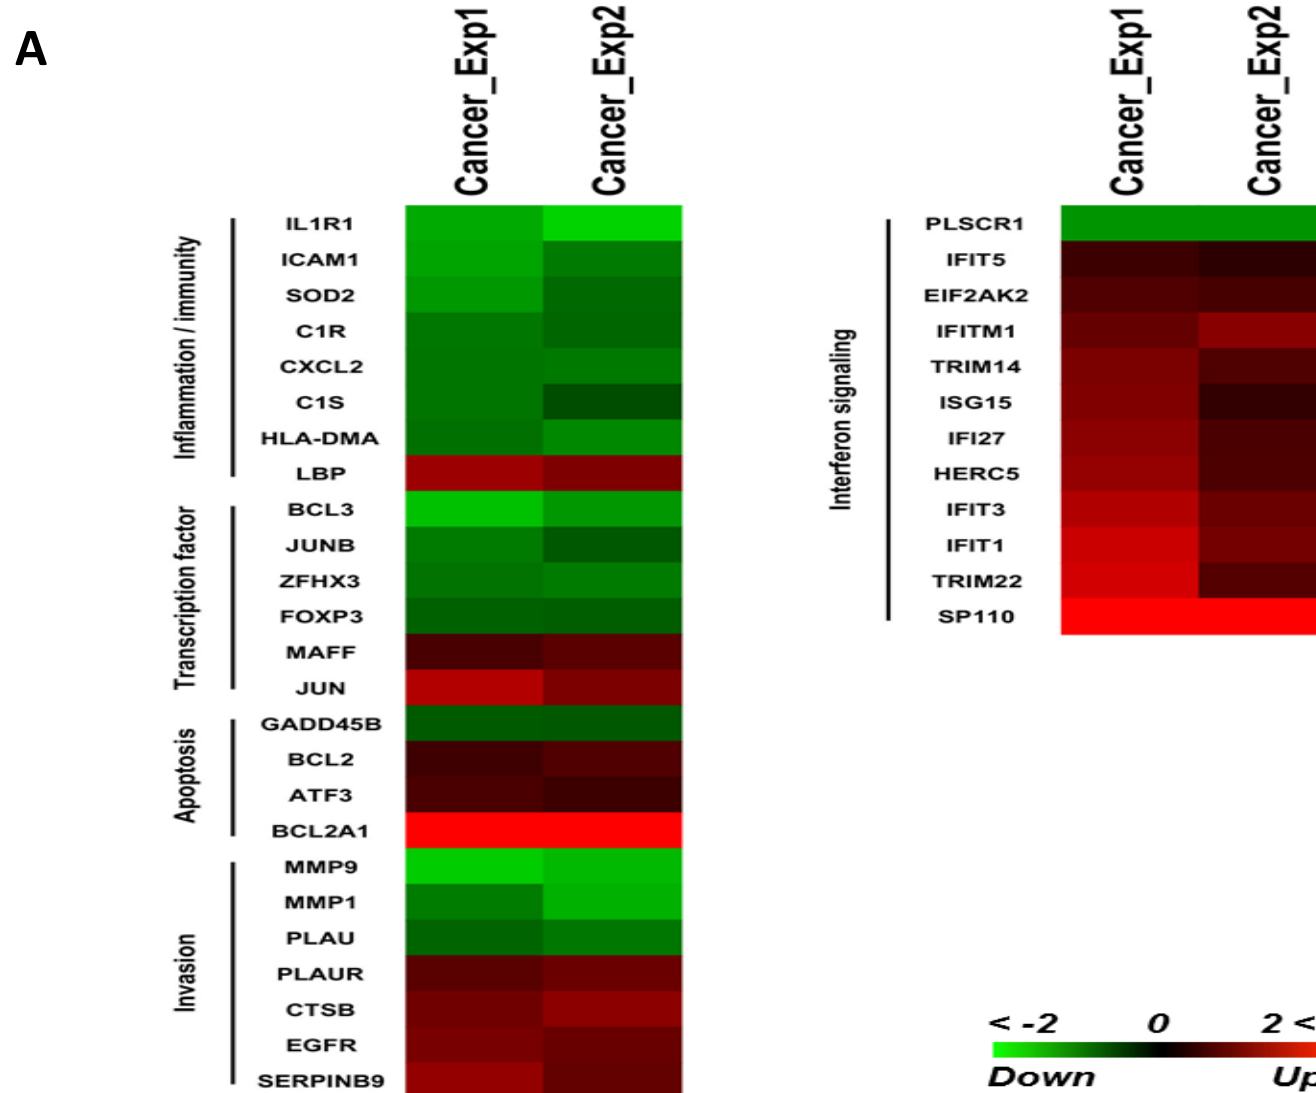 A
Cancer_Exp1
Cancer_Exp2
Inflammation / immunity
IL1R1
ICAM1
SOD2
C1R
CXCL2
C1S
HLA-DMA
LBP
Transcription factor
BCL3
JUNB
ZFHX3
FOXP3
MAFF
JUN
Apoptosis
GADD45B
BCL2
ATF3
BCL2A1
Invasion
MMP9
MMP1
PLAU
PLAUR
CTSB
EGFR
SERPINB9
Cancer_Exp1
Cancer_Exp2
Interferon signaling
PLSCR1
IFIT5
EIF2AK2
IFITM1
TRIM14
ISG15
IFI27
HERC5
IFIT3
IFIT1
TRIM22
SP110
< -2 0 2 <
Down Up